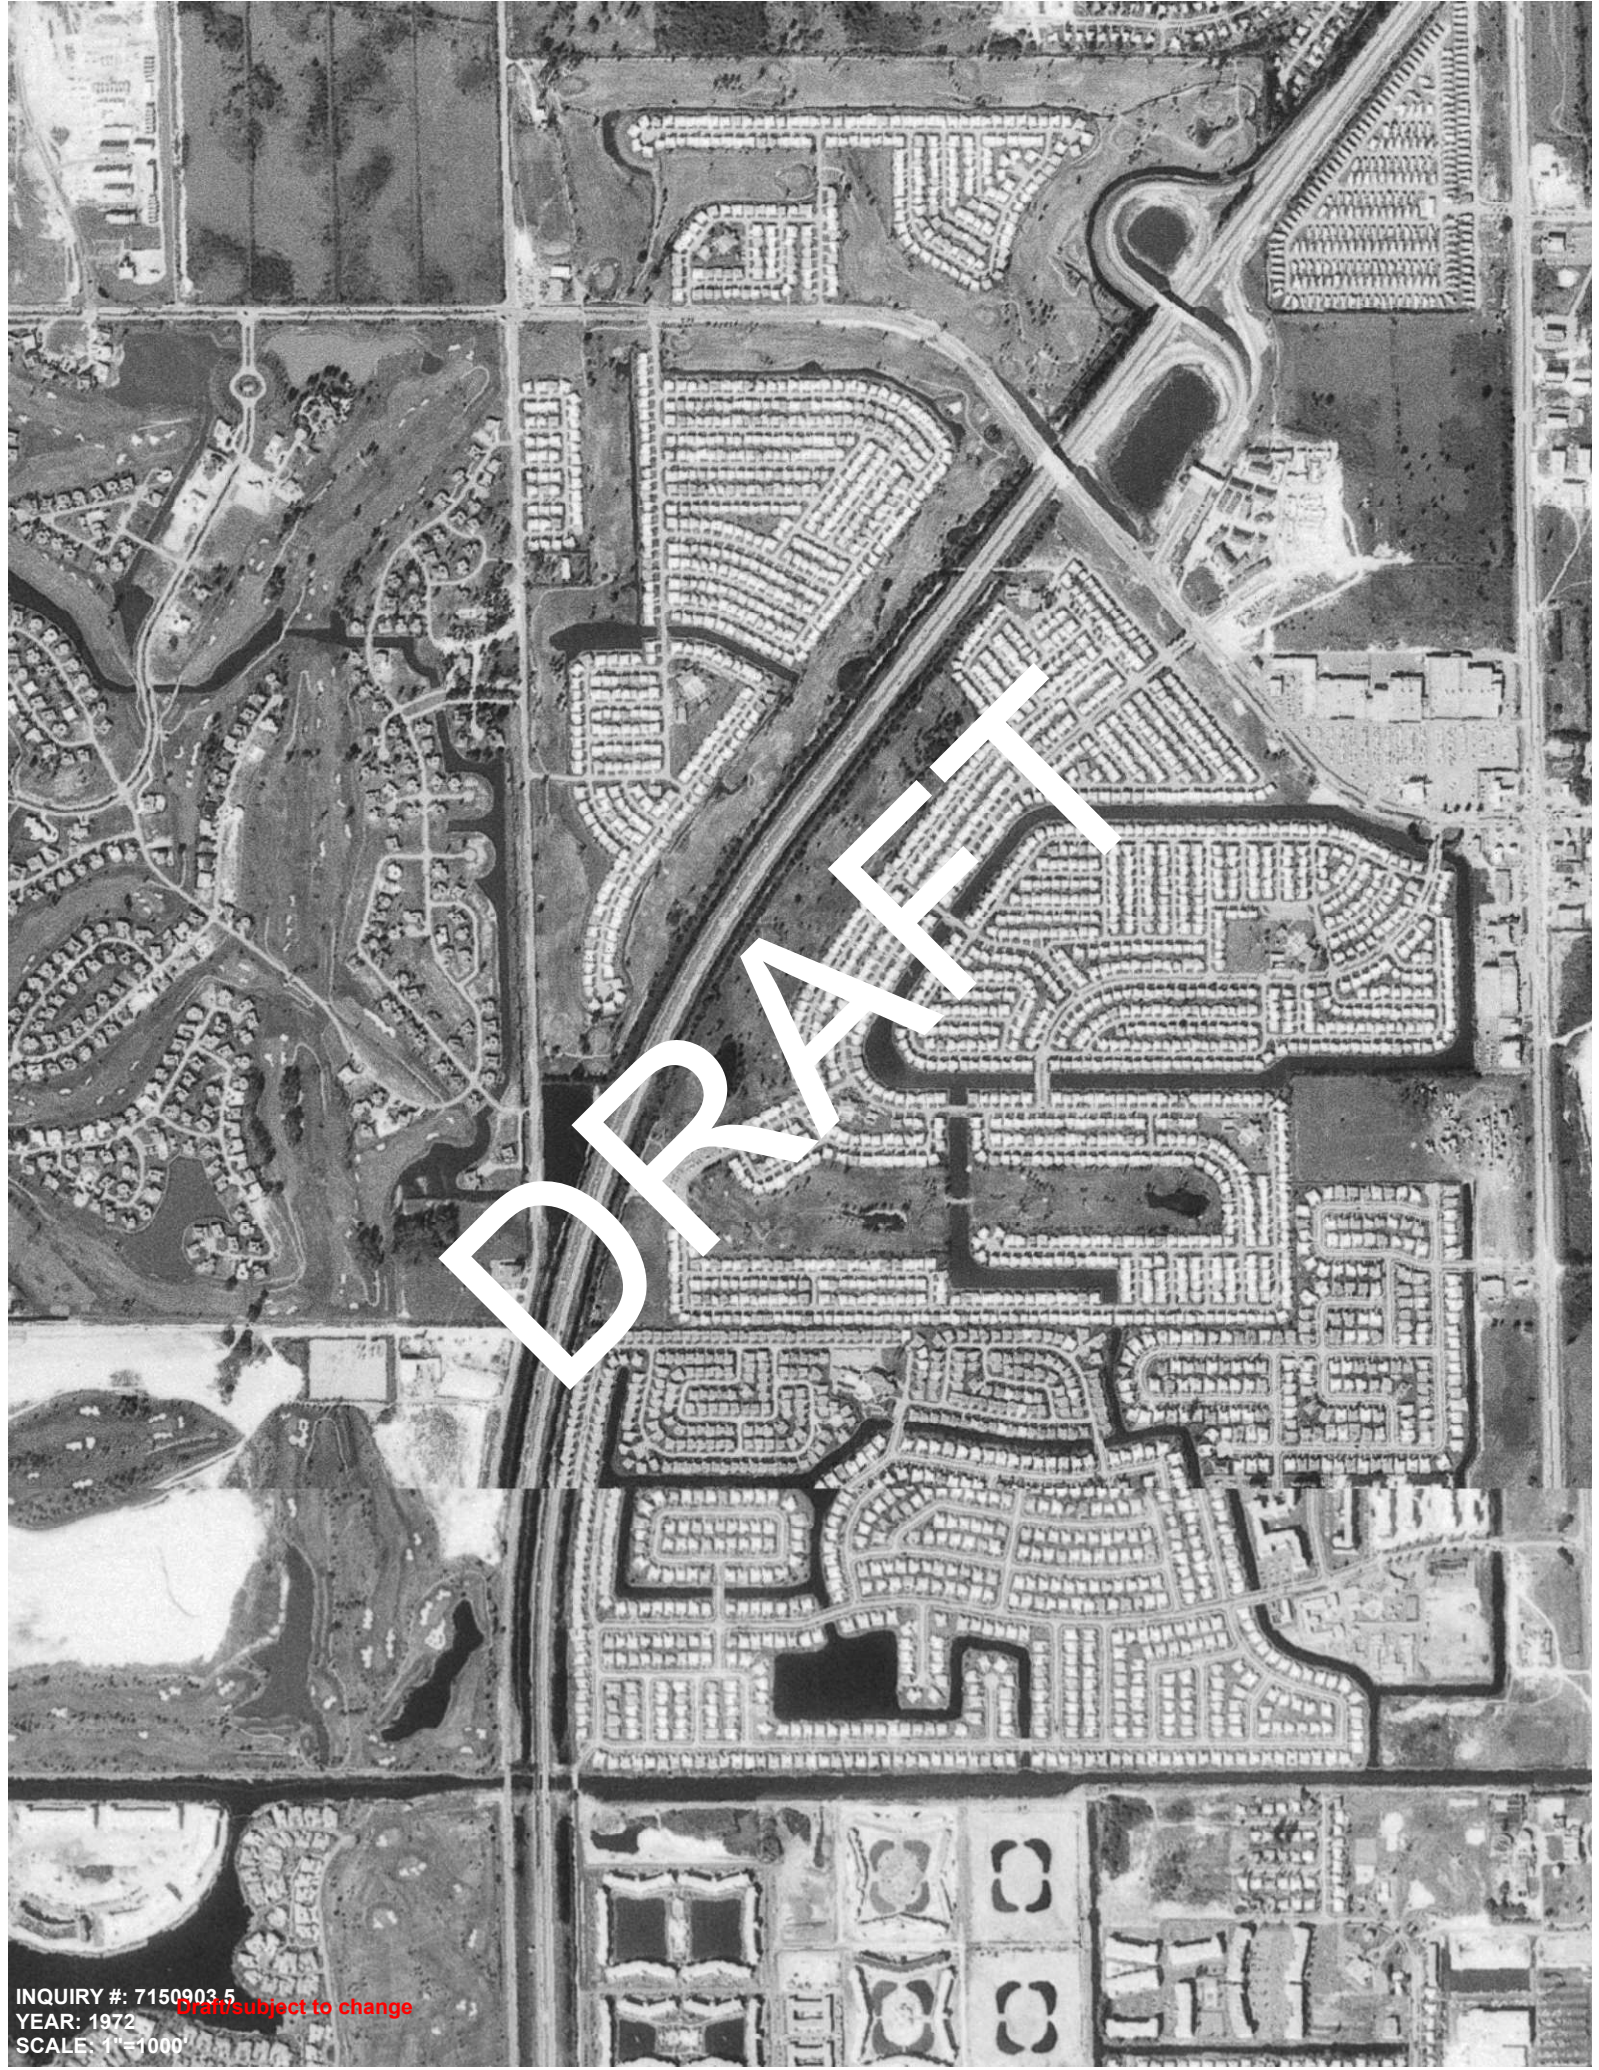 DRAFT
INQUIRY #: 7150903.5
Draft/subject to change
YEAR: 1972
SCALE: 1"=1000'